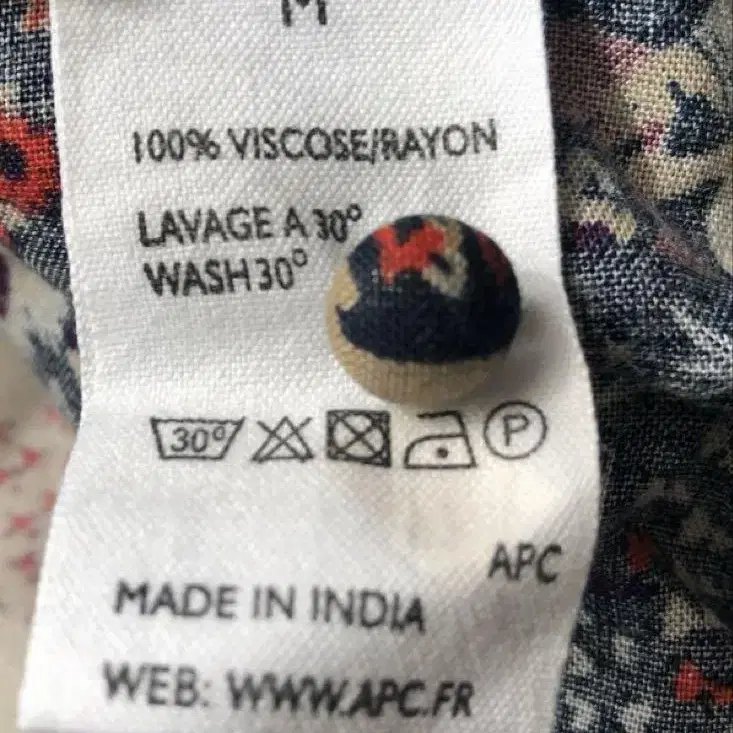 M
100% VISCOSE/RAYON
LAVAGE A 30°
WASH 30°
30° P
APC
MADE IN INDIA
WEB: WWW.APC.FR